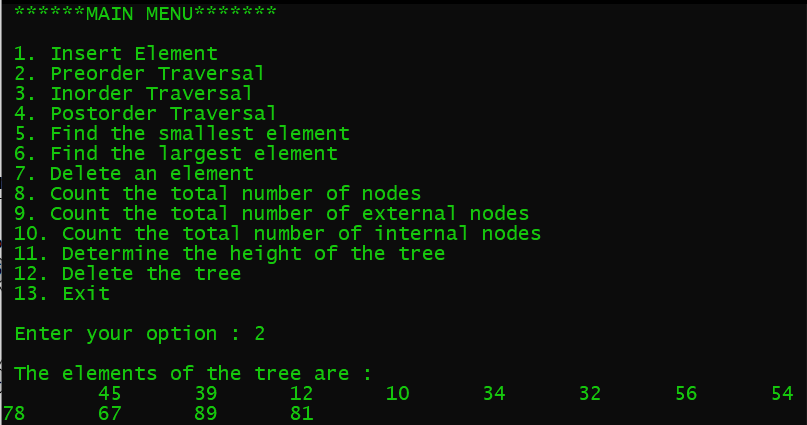 ******MAIN MENU*******
1. Insert Element
2. Preorder Traversal
3. Inorder Traversal
4. Postorder Traversal
5. Find the smallest element
6. Find the largest element
7. Delete an element
8. Count the total number of nodes
9. Count the total number of external nodes
10. Count the total number of internal nodes
11. Determine the height of the tree
12. Delete the tree
13. Exit
Enter your option : 2
The elements of the tree are :
45 39 12 10 34 32 56 54
78 67 89 81